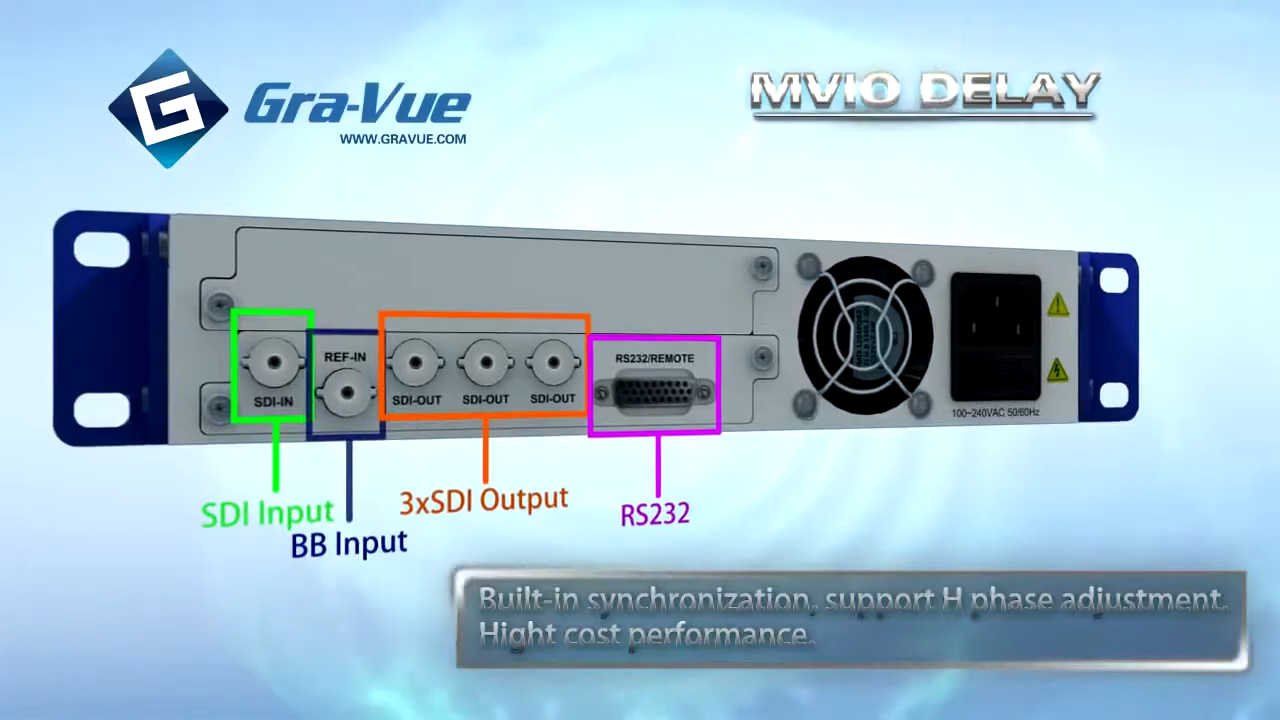 G
Gra-Vue
WWW.GRAVUE.COM
MVIO DELAY
SDI-IN
REF-IN
SDI-OUT
SDI-OUT
SDI-OUT
RS232/REMOTE
100~240VAC 50/60Hz
SDI Input
BB Input
3xSDI Output
RS232
Built-in synchronization, support H phase adjustment.
Hight cost performance.